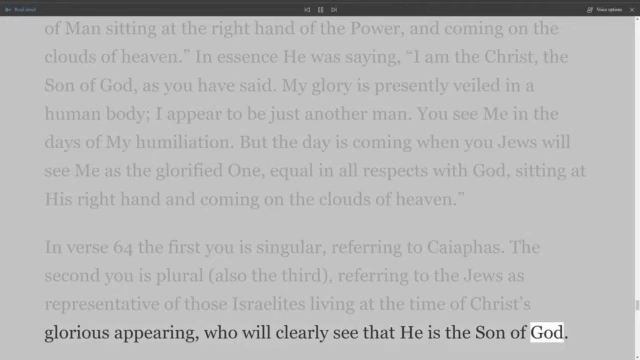 Read aloud
Voice options
of Man sitting at the right hand of the Power, and coming on the
clouds of heaven.” In essence He was saying, “I am the Christ, the
Son of God, as you have said. My glory is presently veiled in a
human body; I appear to be just another man. You see Me in the
days of My humiliation. But the day is coming when you Jews will
see Me as the glorified One, equal in all respects with God, sitting at
His right hand and coming on the clouds of heaven.”
In verse 64 the first you is singular, referring to Caiaphas. The
second you is plural (also the third), referring to the Jews as
representative of those Israelites living at the time of Christ’s
glorious appearing, who will clearly see that He is the Son of God.